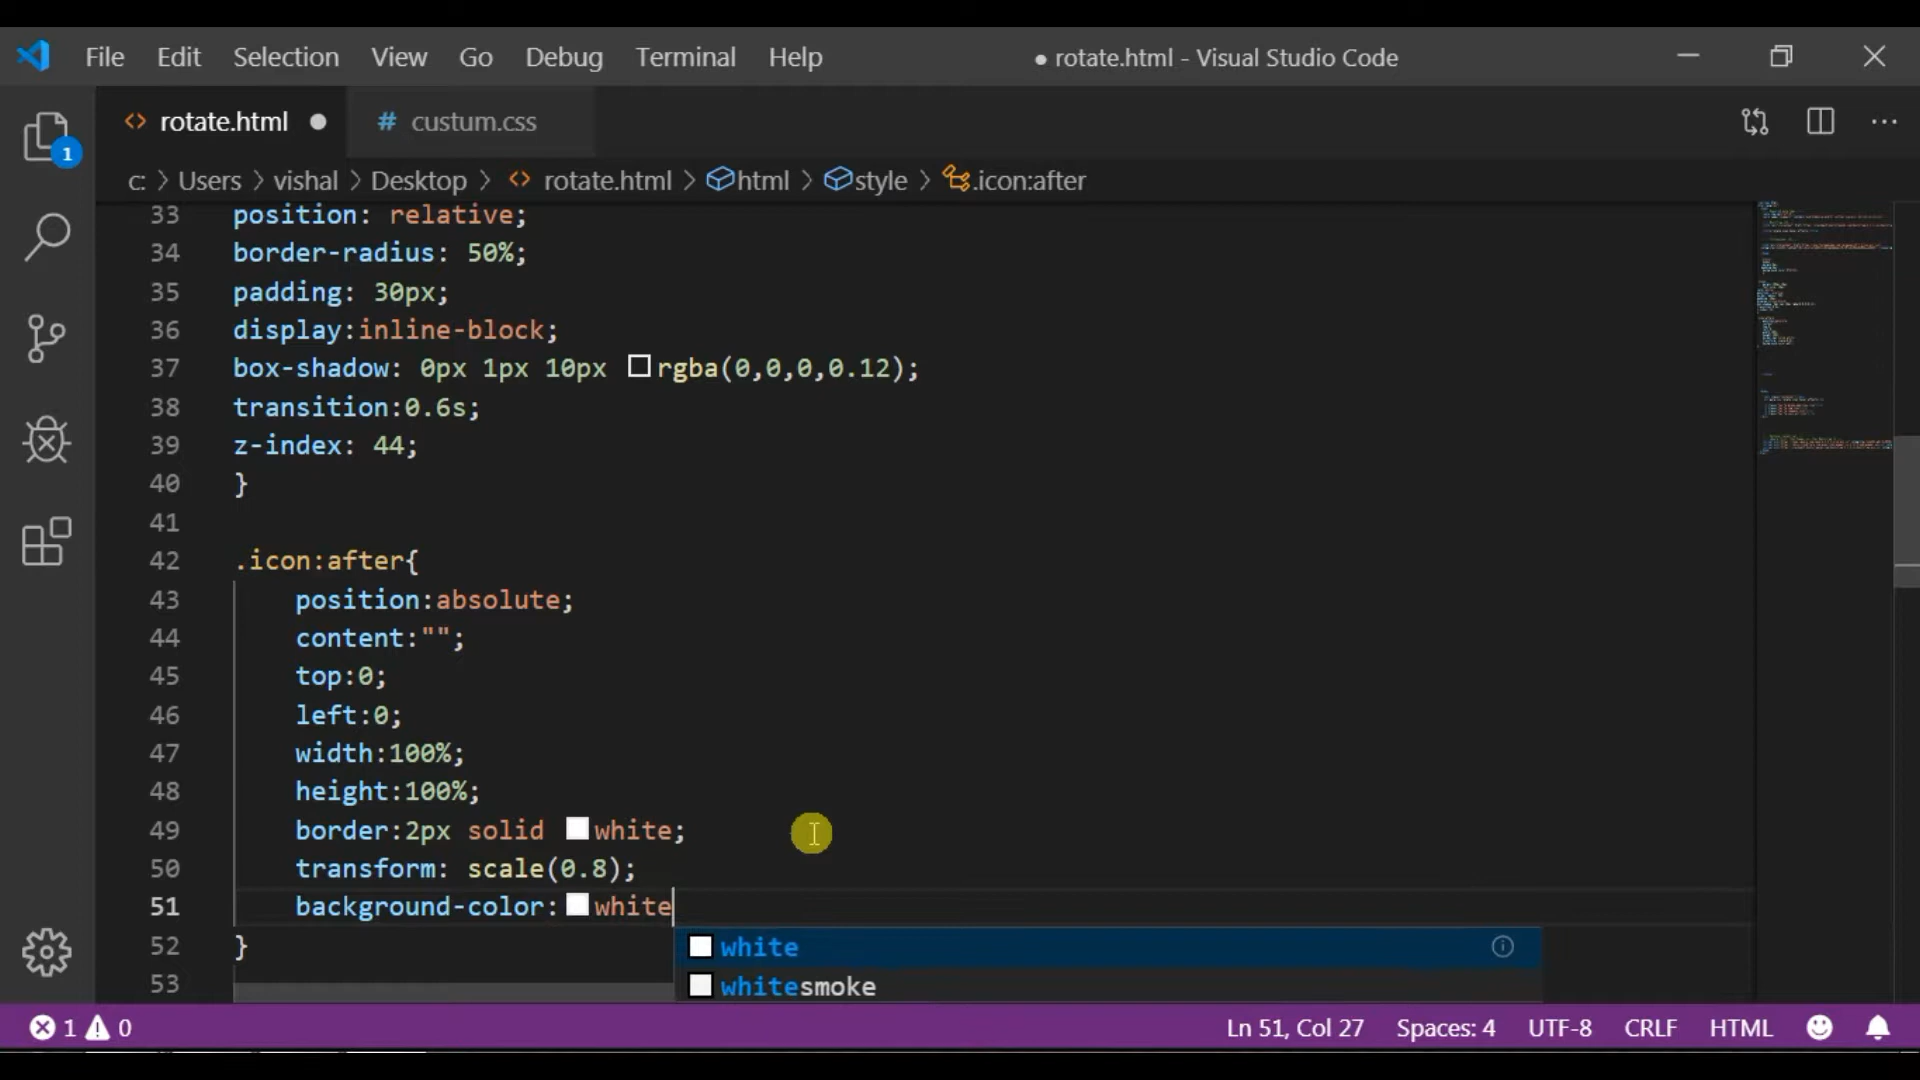 File Edit Selection View Go Debug Terminal Help ● rotate.html - Visual Studio Code
rotate.html # custum.css
c: > Users > vishal > Desktop > rotate.html > html > style > .icon:after
33 position: relative;
34 border-radius: 50%;
35 padding: 30px;
36 display:inline-block;
37 box-shadow: 0px 1px 10px rgba(0,0,0,0.12);
38 transition:0.6s;
39 z-index: 44;
40 }
41
42 .icon:after{
43 position:absolute;
44 content:"";
45 top:0;
46 left:0;
47 width:100%;
48 height:100%;
49 border:2px solid white;
50 transform: scale(0.8);
51 background-color: white
52 }
white
53
whitesmoke
1
1 0 Ln 51, Col 27 Spaces: 4 UTF-8 CRLF HTML